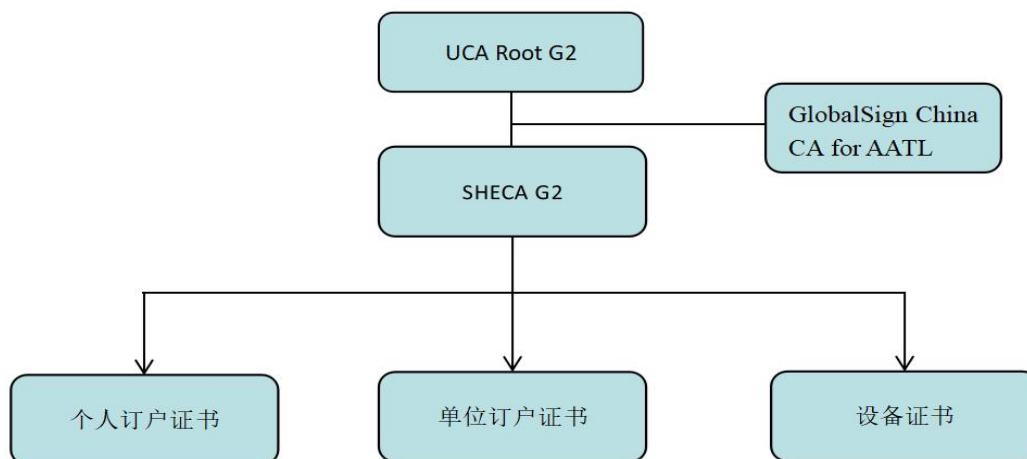 UCA Root G2
GlobalSign China
CA for AATL
SHECA G2
个人订户证书
单位订户证书
设备证书